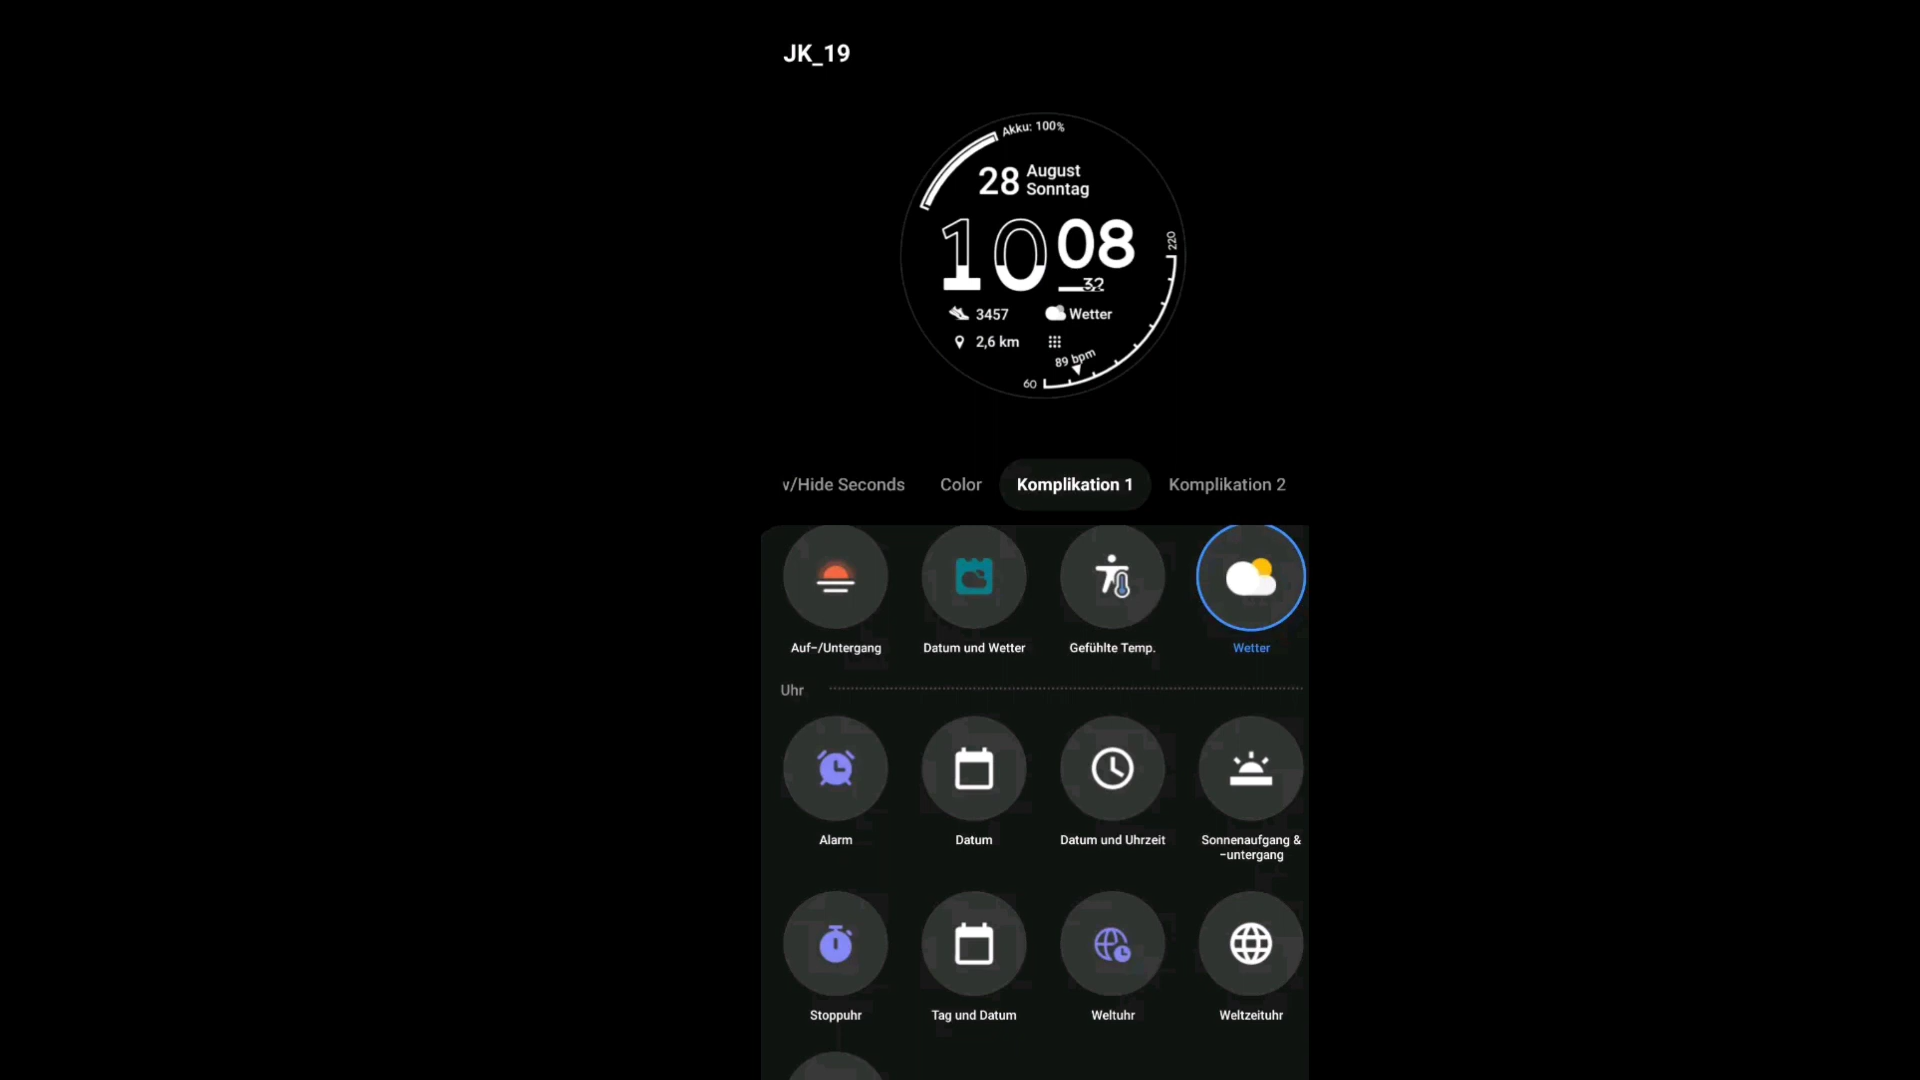 JK_19
Akku: 100%
28 August
Sonntag
10 08
32
220
3457
Wetter
2,6 km
89 bpm
60
v/Hide Seconds
Color
Komplikation 1
Komplikation 2
Auf-/Untergang
Datum und Wetter
Gefühlte Temp.
Wetter
Uhr
Alarm
Datum
Datum und Uhrzeit
Sonnenaufgang &
-untergang
Stoppuhr
Tag und Datum
Weltuhr
Weltzeituhr